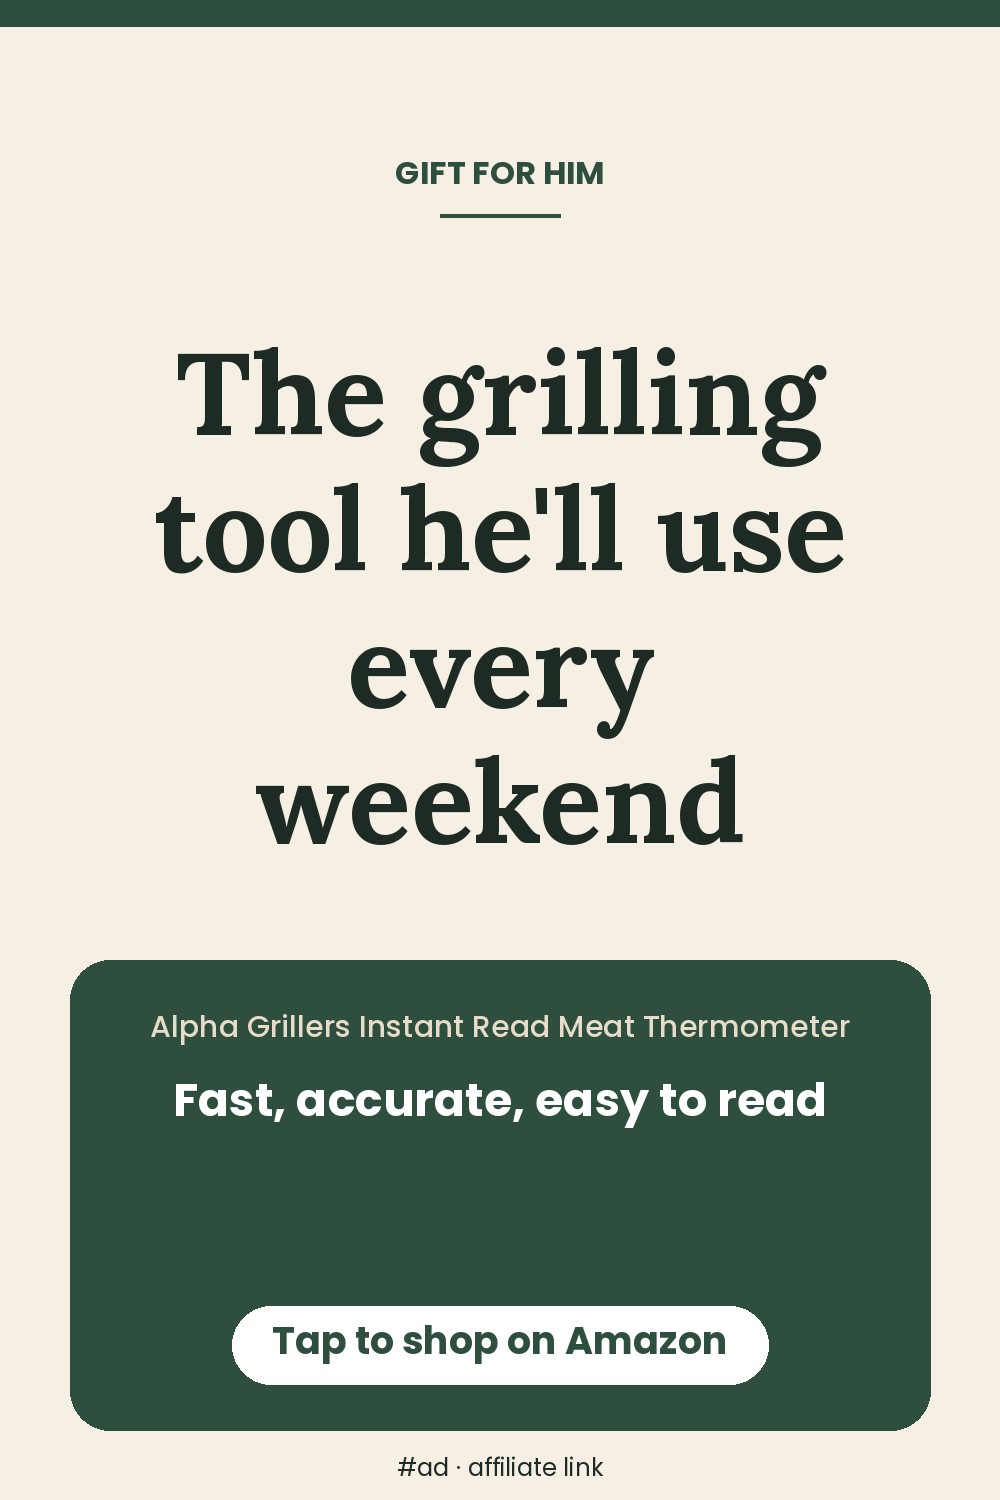 GIFT FOR HIM
The grilling
tool he'll use
every
weekend
Alpha Grillers Instant Read Meat Thermometer
Fast, accurate, easy to read
Tap to shop on Amazon
#ad · affiliate link